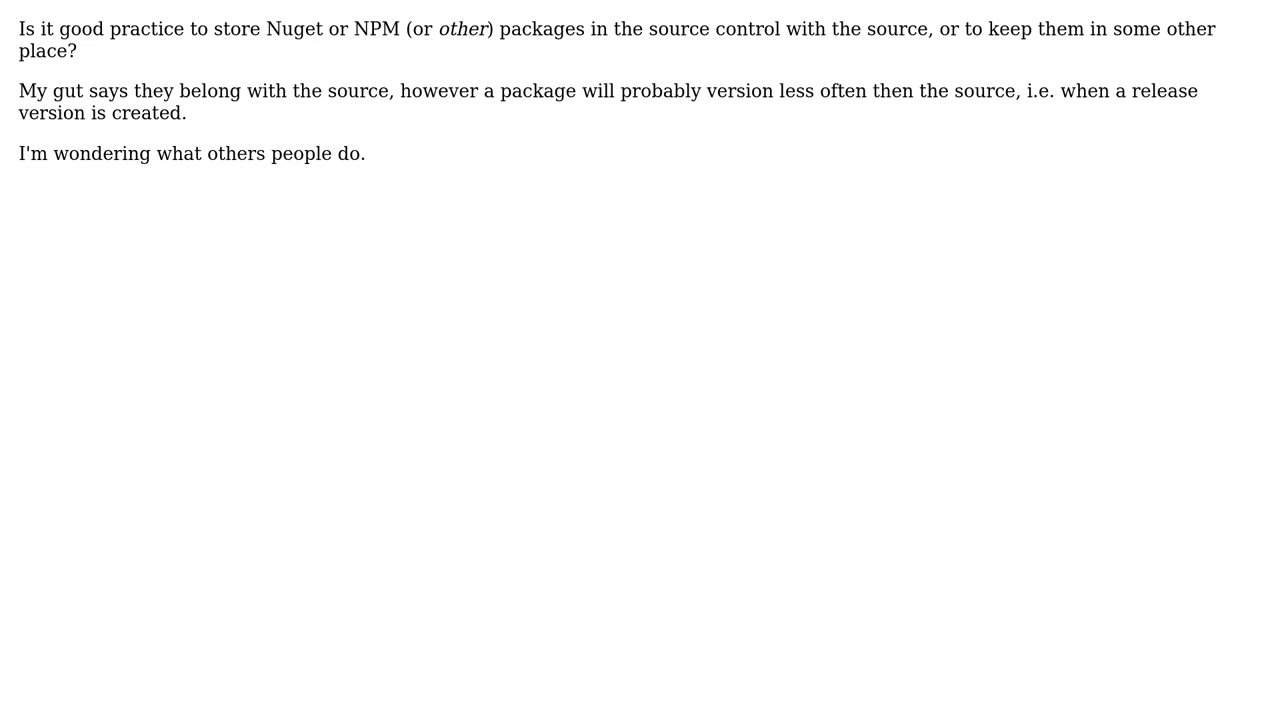 Is it good practice to store Nuget or NPM (or other) packages in the source control with the source, or to keep them in some other
place?
My gut says they belong with the source, however a package will probably version less often then the source, i.e. when a release
version is created.
I'm wondering what others people do.